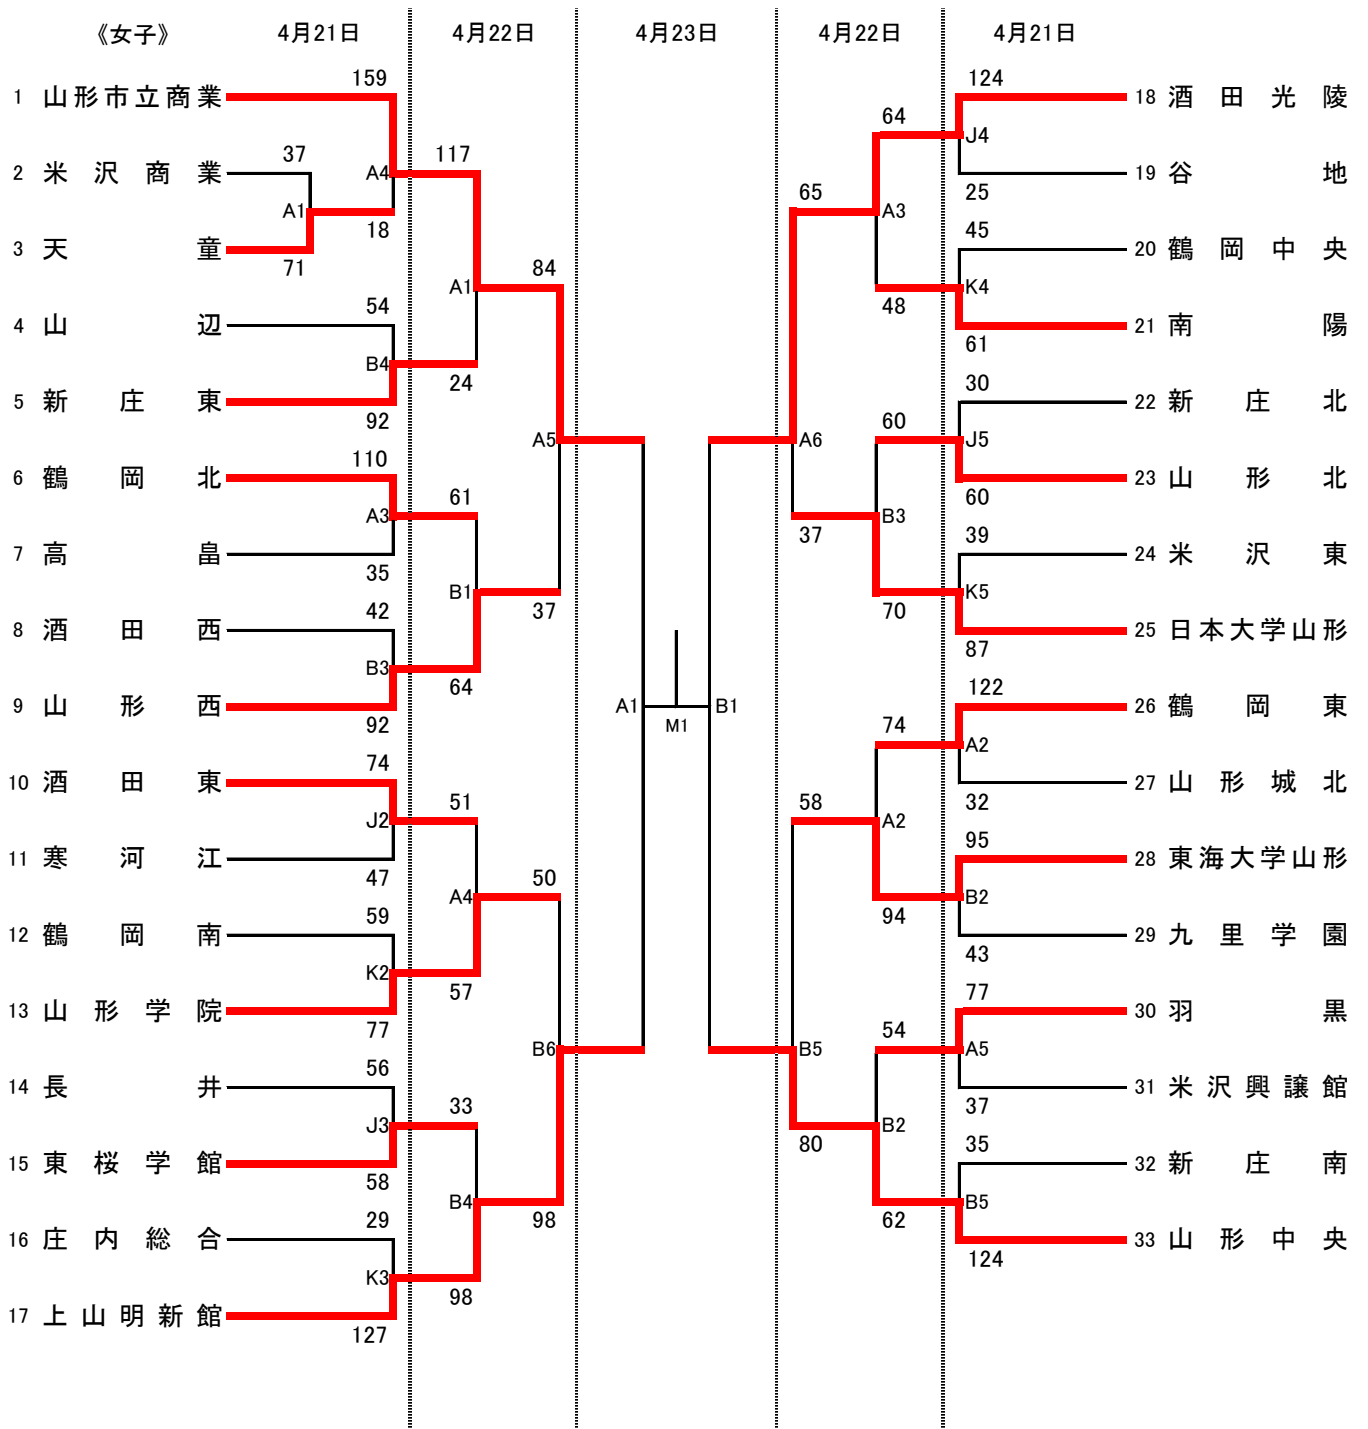 《女子》 4月21日 4月22日 4月23日 4月22日 4月21日
159 124
1 山形市立商業 18 酒田光陵
64
J4
37 117
2 米沢商業 A4 19 谷地
65 25
A1 A3
18 45
3 天童 20 鶴岡中央
71 84
A1 K4
54 48
4 山辺 21 南陽
61
B4
24 30
5 新庄東 22 新庄北
92 60
A5 A6 J5
110
6 鶴岡北 23 山形北
61 60
A3 B3
37 39
7 高畠 24 米沢東
35
B1 K5
42 37 70
8 酒田西 25 日本大学山形
87
B3
64 122
9 山形西 A1 B1 26 鶴岡東
92 M1 74
A2
74
10 酒田東 27 山形城北
51 58 32
J2 A2
95
11 寒河江 28 東海大学山形
47 50
A4 B2
59 94
12 鶴岡南 29 九里学園
43
K2
57 77
13 山形学院 30 羽黒
77 54
B6 B5 A5
56
14 長井 31 米沢興譲館
33 37
J3 B2
80 35
15 東桜学館 32 新庄南
58
B4 B5
29 98 62
16 庄内総合 33 山形中央
124
K3
98
17 上山明新館
127